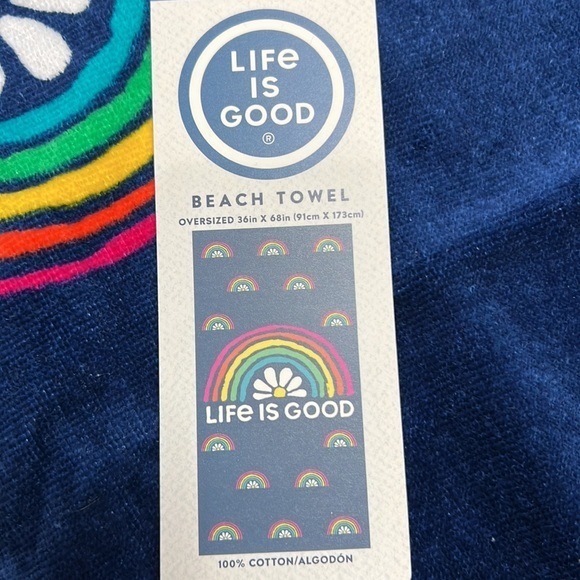 LIFe
IS
GOOD
®
BEACH TOWEL
OVERSIZED 36in X 68in (91cm X 173cm)
LIFe IS GOOD
100% COTTON/ALGODÓN